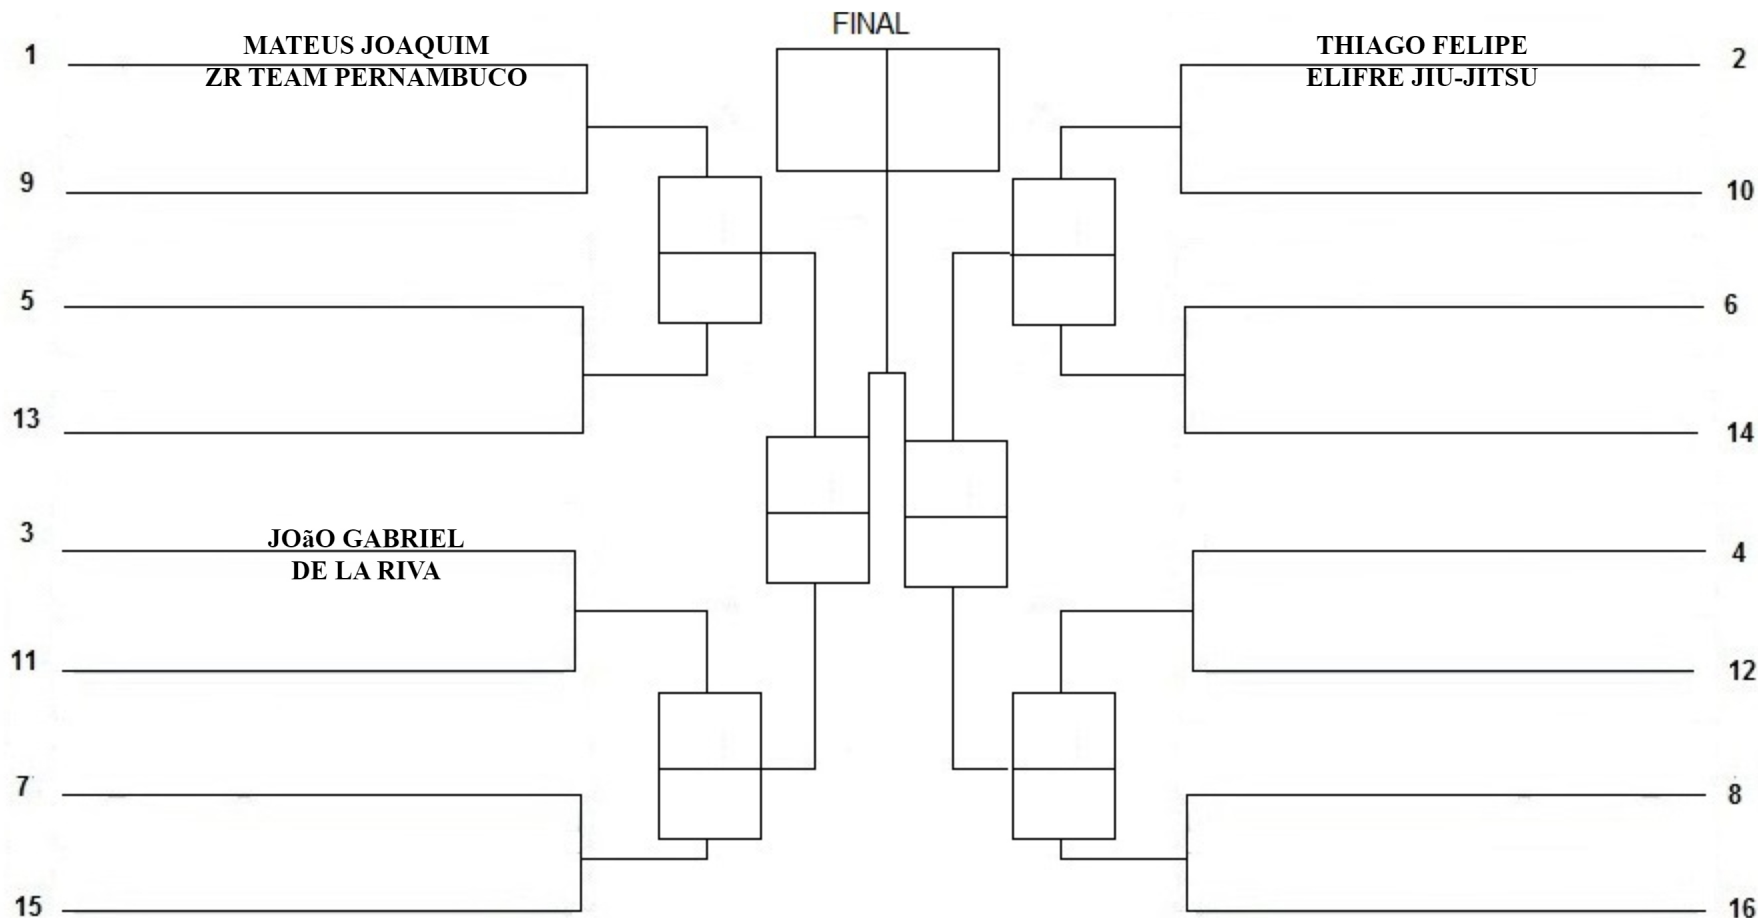 FINAL
1
MATEUS JOAQUIM
ZR TEAM PERNAMBUCO
9
5
13
3
JOãO GABRIEL
DE LA RIVA
11
7
15
THIAGO FELIPE
ELIFRE JIU-JITSU
2
10
6
14
4
12
8
16